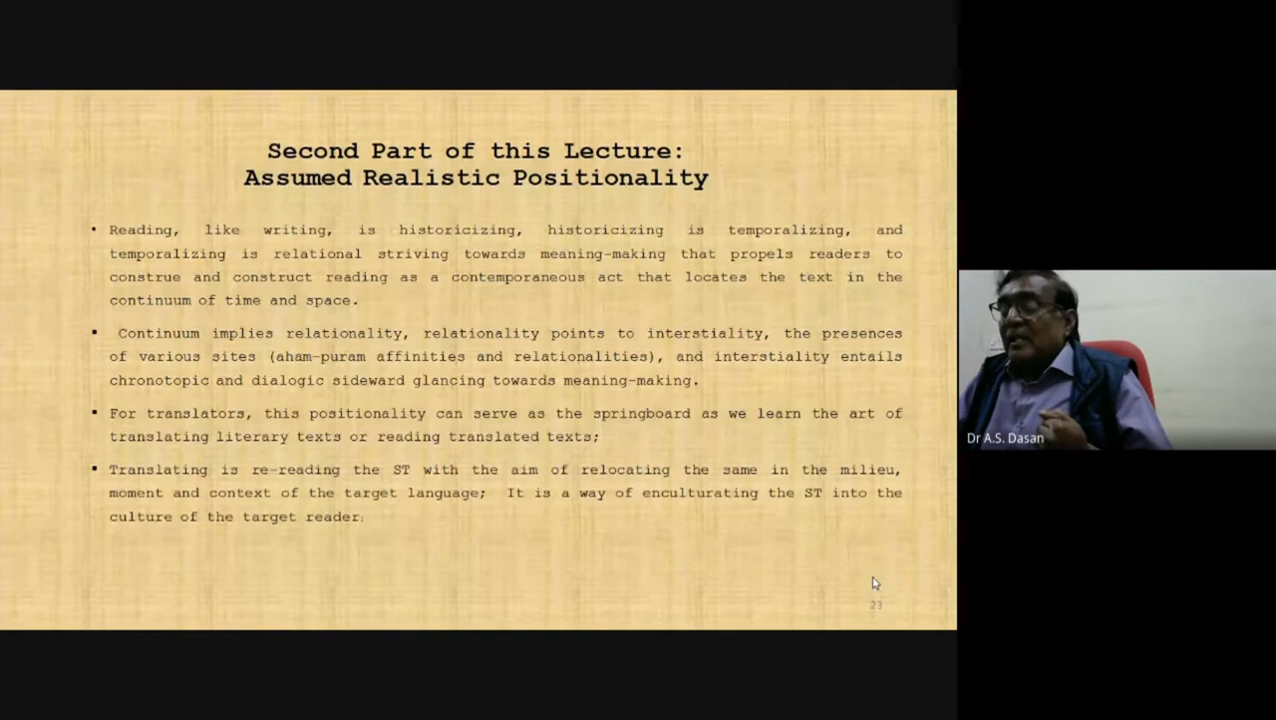 Second Part of this Lecture:
Assumed Realistic Positionality
• Reading, like writing, is historicizing, historicizing is temporalizing, and
temporalizing is relational striving towards meaning-making that propels readers to
construe and construct reading as a contemporaneous act that locates the text in the
continuum of time and space.
▪ Continuum implies relationality, relationality points to interstiality, the presences
of various sites (aham-puram affinities and relationalities), and interstiality entails
chronotopic and dialogic sideward glancing towards meaning-making.
▪ For translators, this positionality can serve as the springboard as we learn the art of
translating literary texts or reading translated texts;
▪ Translating is re-reading the ST with the aim of relocating the same in the milieu,
moment and context of the target language; It is a way of enculturating the ST into the
culture of the target reader;
23
Dr A.S. Dasan